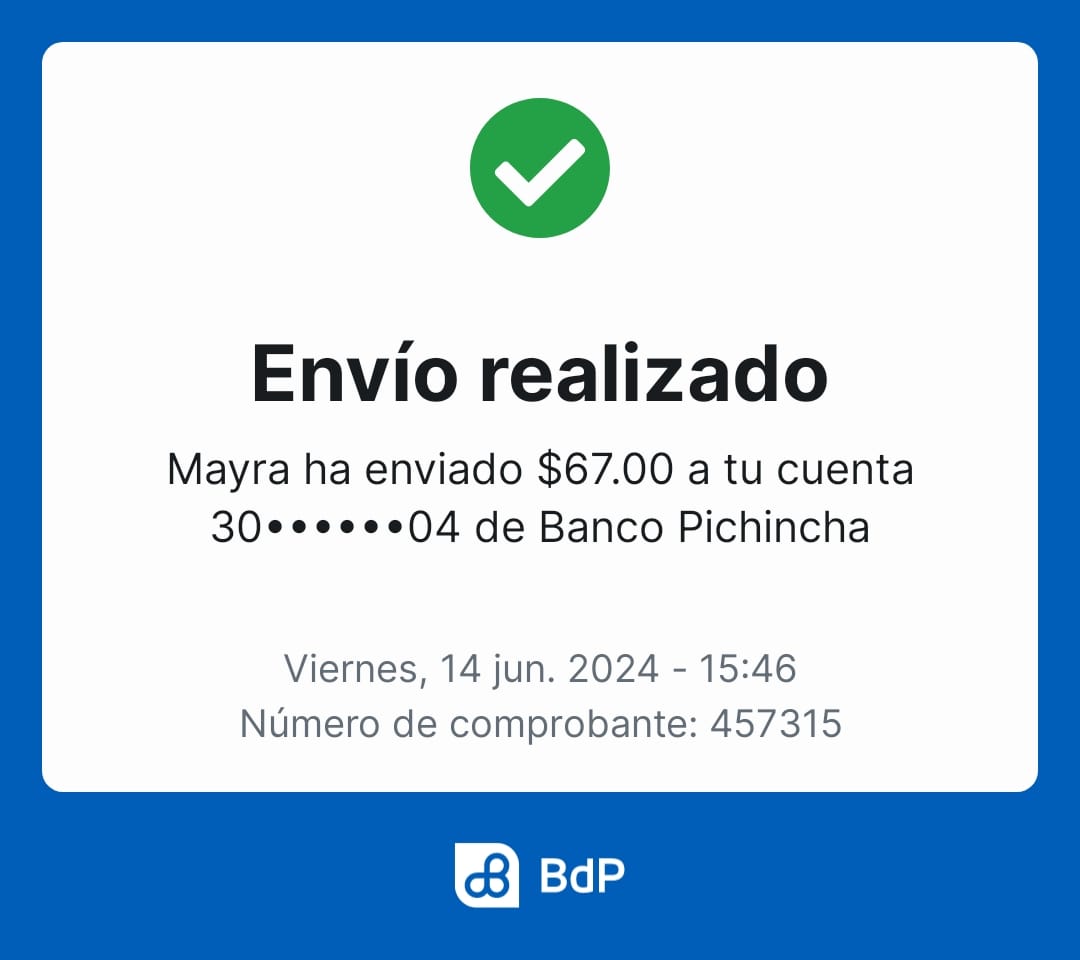 Envío realizado
Mayra ha enviado $67.00 a tu cuenta
30••••••04 de Banco Pichincha
Viernes, 14 jun. 2024 - 15:46
Número de comprobante: 457315
BdP